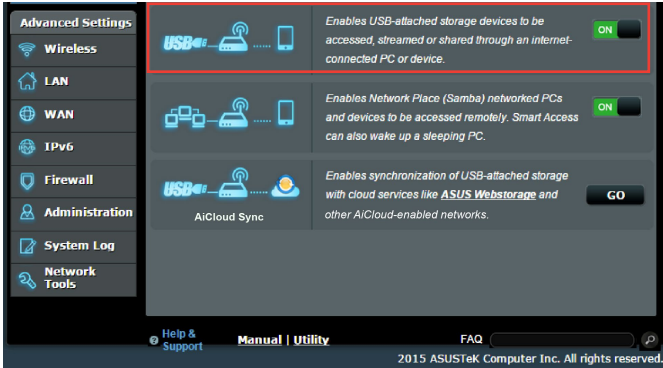 Advanced Settings
Wireless
LAN
WAN
IPv6
Firewall
Administration
System Log
Network
Tools
USB
Enables USB-attached storage devices to be
accessed, streamed or shared through an internet-
connected PC or device.
ON
Enables Network Place (Samba) networked PCs
and devices to be accessed remotely. Smart Access
can also wake up a sleeping PC.
ON
USB
AiCloud Sync
Enables synchronization of USB-attached storage
with cloud services like ASUS Webstorage and
other AiCloud-enabled networks.
GO
Help &
Support
Manual | Utility
FAQ
2015 ASUSTeK Computer Inc. All rights reserved.